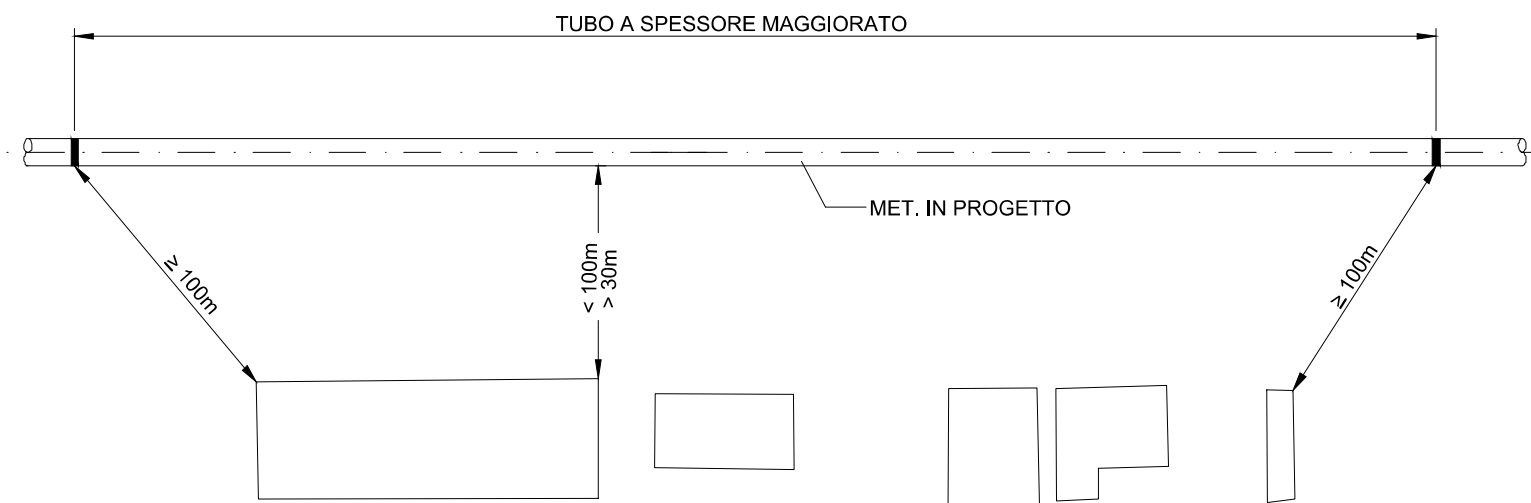 TUBO A SPESSORE MAGGIORATO
MET. IN PROGETTO
≥ 100m
< 100m
> 30m
≥ 100m